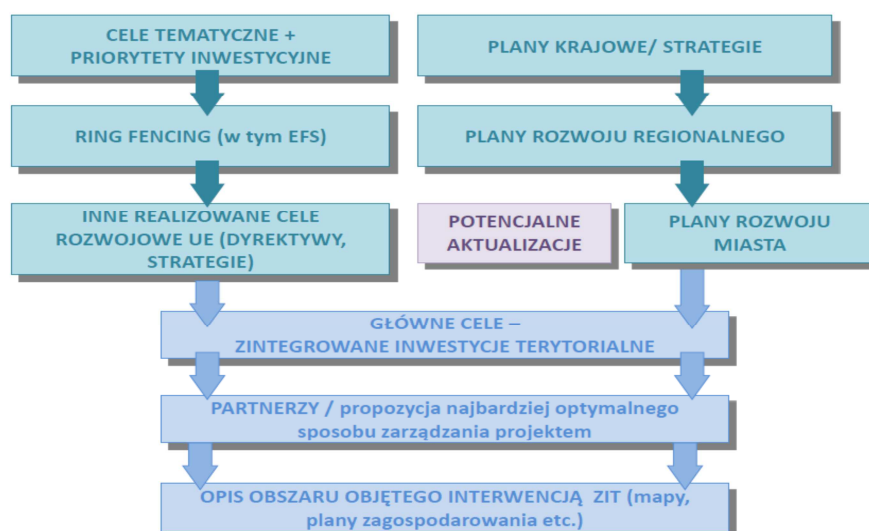 CELE TEMATYCZNE +
PRIORYTETY INWESTYCYJNE
PLANY KRAJOWE/ STRATEGIE
RING FENCING (w tym EFS)
PLANY ROZWOJU REGIONALNEGO
INNE REALIZOWANE CELE
ROZWOJOWE UE (DYREKTYWY,
STRATEGIE)
POTENCJALNE
AKTUALIZACJE
PLANY ROZWOJU
MIASTA
GŁÓWNE CELE –
ZINTEGROWANE INWESTYCJE TERYTORIALNE
PARTNERZY / propozycja najbardziej optymalnego
sposobu zarządzania projektem
OPIS OBSZARU OBJĘTEGO INTERWENCJĄ ZIT (mapy,
plany zagospodarowania etc.)